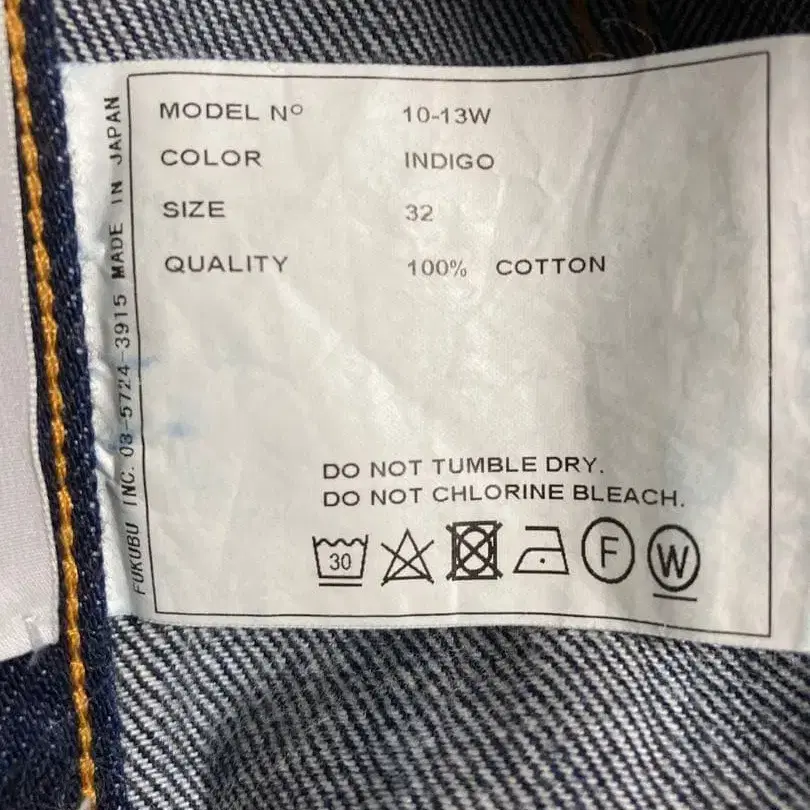 MODEL Nº 10-13W
COLOR INDIGO
SIZE 32
QUALITY 100% COTTON
DO NOT TUMBLE DRY.
DO NOT CHLORINE BLEACH.
30 F W
FUKUBU INC. 03-5724-3915 MADE IN JAPAN